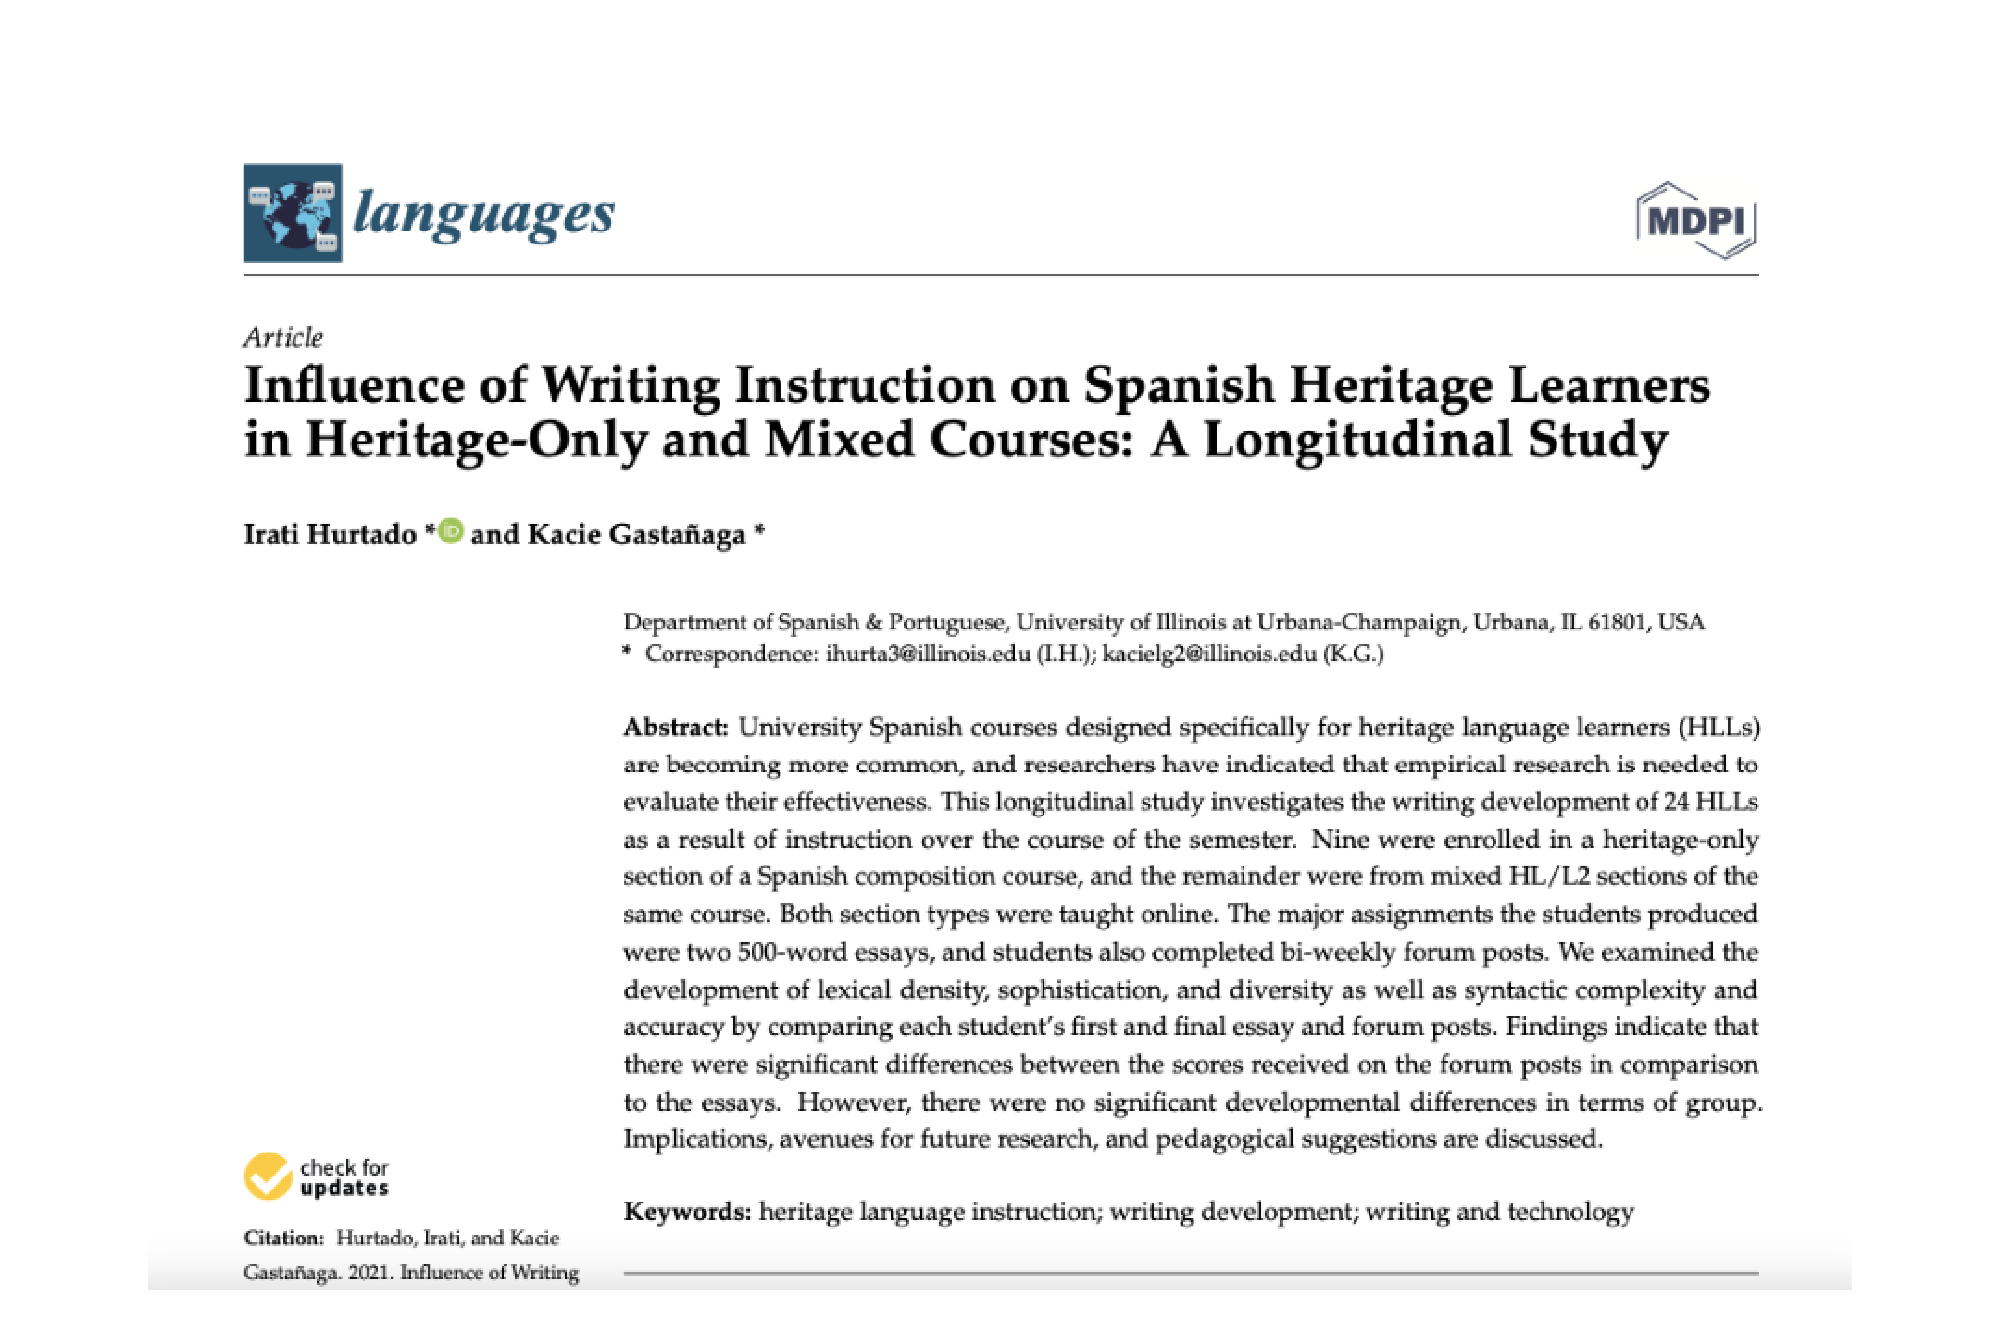 languages
MDPI
Article
Influence of Writing Instruction on Spanish Heritage Learners
in Heritage-Only and Mixed Courses: A Longitudinal Study
Irati Hurtado * iD and Kacie Gastañaga *
Department of Spanish & Portuguese, University of Illinois at Urbana-Champaign, Urbana, IL 61801, USA
* Correspondence: ihurta3@illinois.edu (I.H.); kacielg2@illinois.edu (K.G.)
Abstract: University Spanish courses designed specifically for heritage language learners (HLLs)
are becoming more common, and researchers have indicated that empirical research is needed to
evaluate their effectiveness. This longitudinal study investigates the writing development of 24 HLLs
as a result of instruction over the course of the semester. Nine were enrolled in a heritage-only
section of a Spanish composition course, and the remainder were from mixed HL/L2 sections of the
same course. Both section types were taught online. The major assignments the students produced
were two 500-word essays, and students also completed bi-weekly forum posts. We examined the
development of lexical density, sophistication, and diversity as well as syntactic complexity and
accuracy by comparing each student's first and final essay and forum posts. Findings indicate that
there were significant differences between the scores received on the forum posts in comparison
to the essays. However, there were no significant developmental differences in terms of group.
Implications, avenues for future research, and pedagogical suggestions are discussed.
Keywords: heritage language instruction; writing development; writing and technology
check for
updates
Citation: Hurtado, Irati, and Kacie
Gastañaga. 2021. Influence of Writing